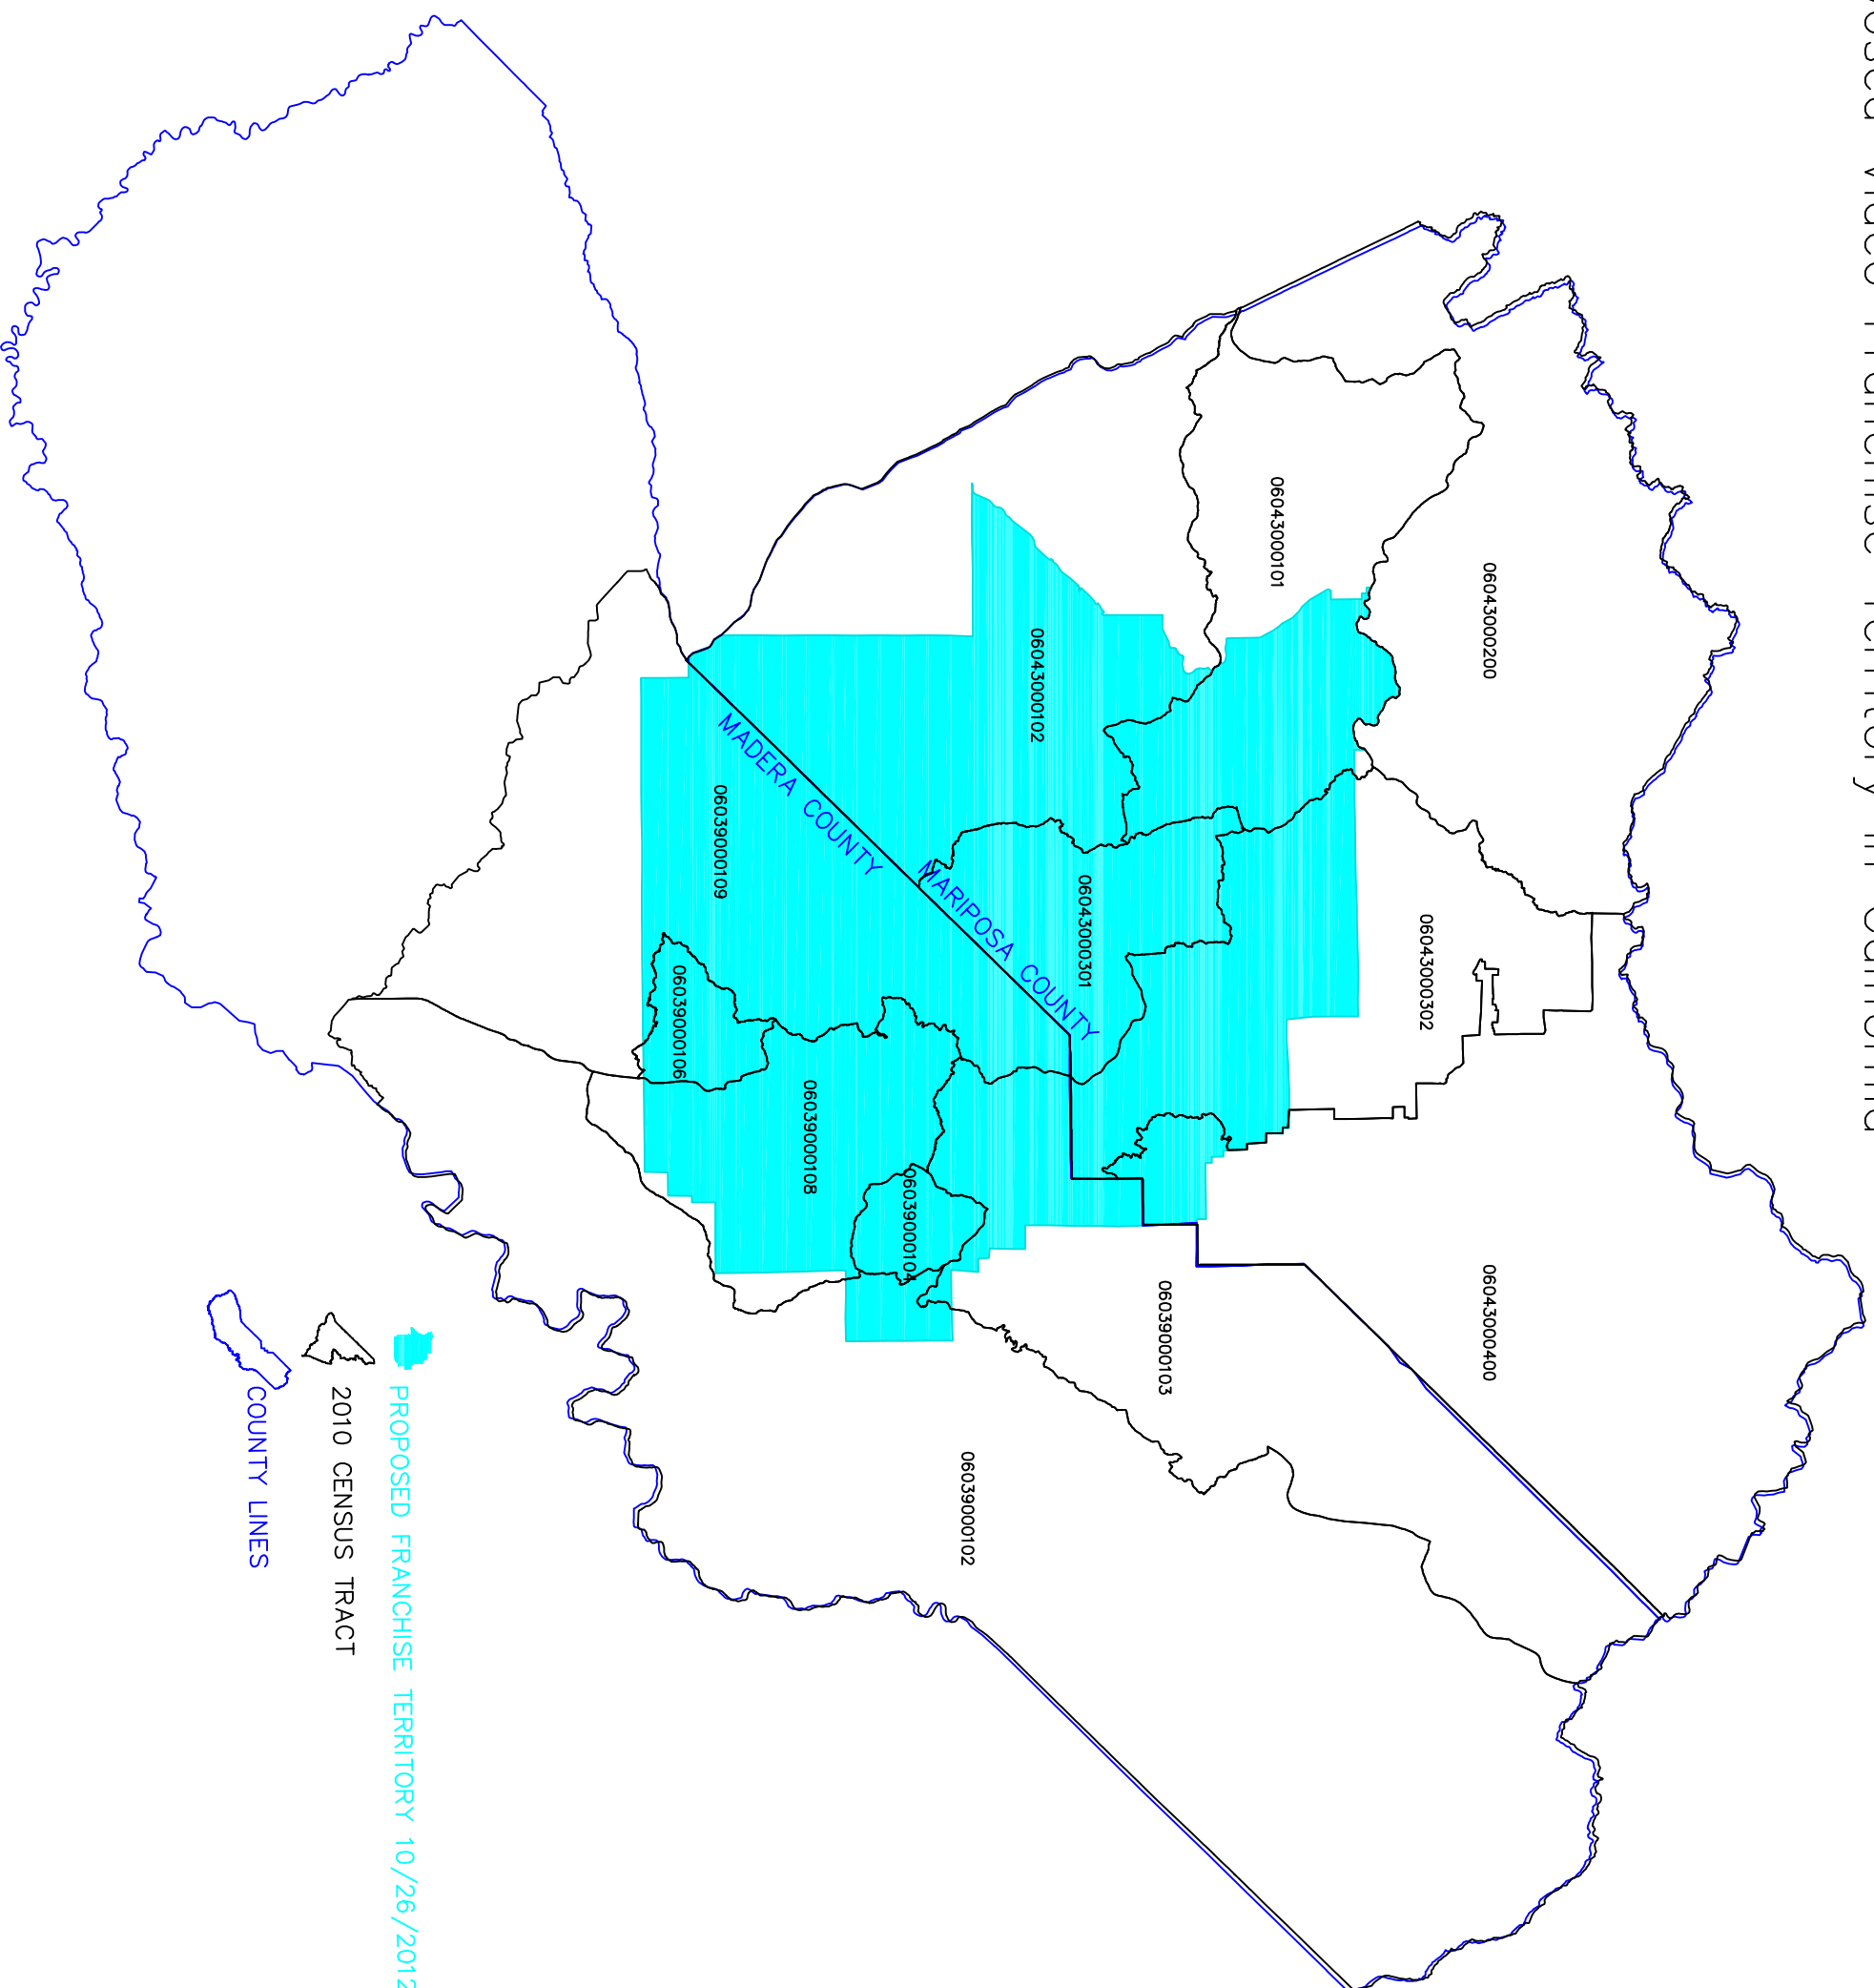 Video Franchise Territory in California
06043000200
06043000400
06043000302
06043000101
06039000103
06043000301
06043000102
MARIPOSA COUNTY
06039000102
06039000104
06039000108
MADERA COUNTY
06039000109
06039000106
PROPOSED FRANCHISE TERRITORY 10/26/2012
2010 CENSUS TRACT
COUNTY LINES